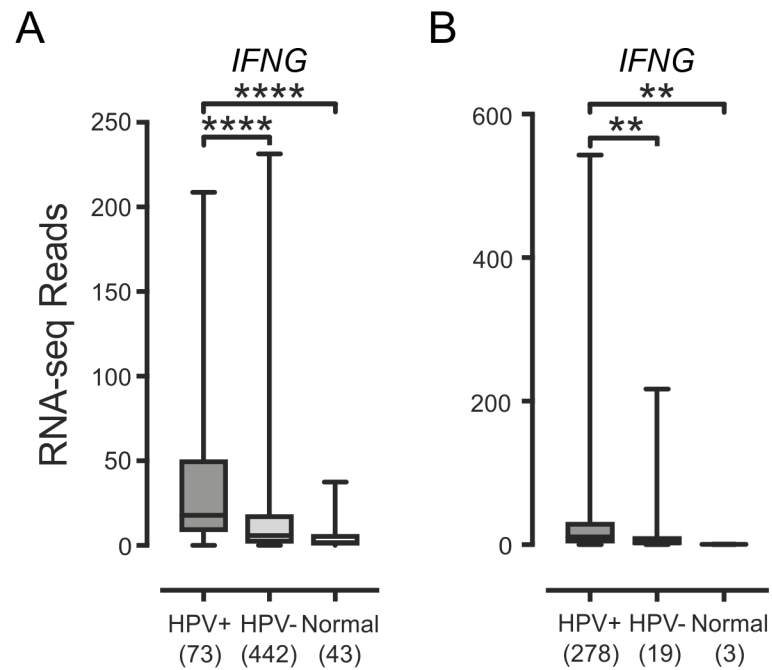 A
IFNG
****
****
250
200
150
100
50
0
RNA-seq Reads
HPV+ HPV- Normal
(73) (442) (43)
B
IFNG
**
**
600
400
200
0
HPV+ HPV- Normal
(278) (19) (3)